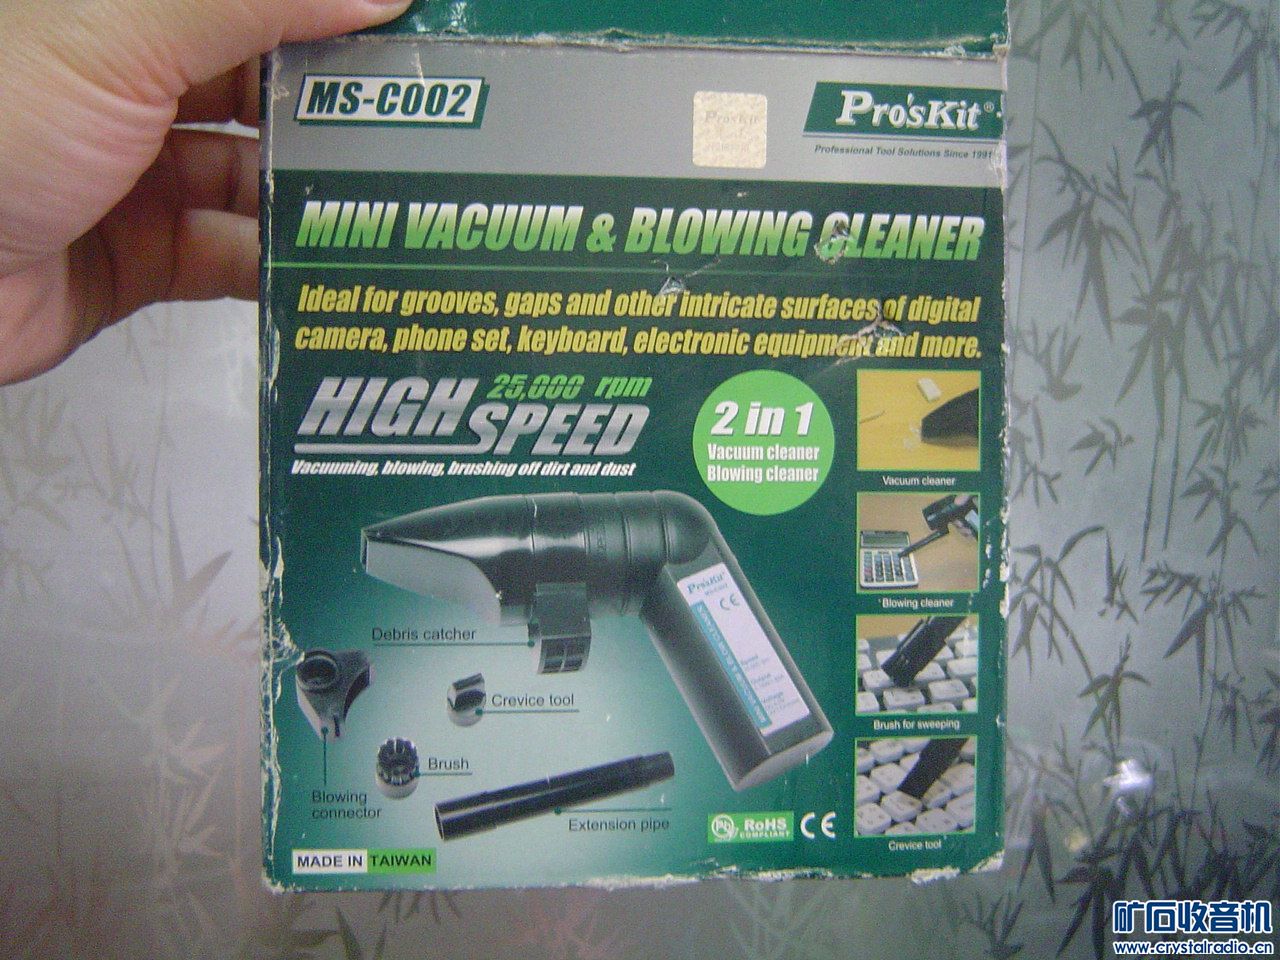 MS-C002
Pro'sKit
Pro'sKit®
Professional Tool Solutions Since 1991
MINI VACUUM & BLOWING CLEANER
Ideal for grooves, gaps and other intricate surfaces of digital
camera, phone set, keyboard, electronic equipment and more.
25,000 rpm
HIGH SPEED
Vacuuming, blowing, brushing off dirt and dust
2 in 1
Vacuum cleaner
Blowing cleaner
Vacuum cleaner
Blowing cleaner
Brush for sweeping
Crevice tool
Pro'sKit
CE
Debris catcher
Crevice tool
Brush
Blowing
connector
Extension pipe
Pb
RoHS
COMPLIANT
CE
MADE IN TAIWAN
矿石收音机
www.crystalradio.cn